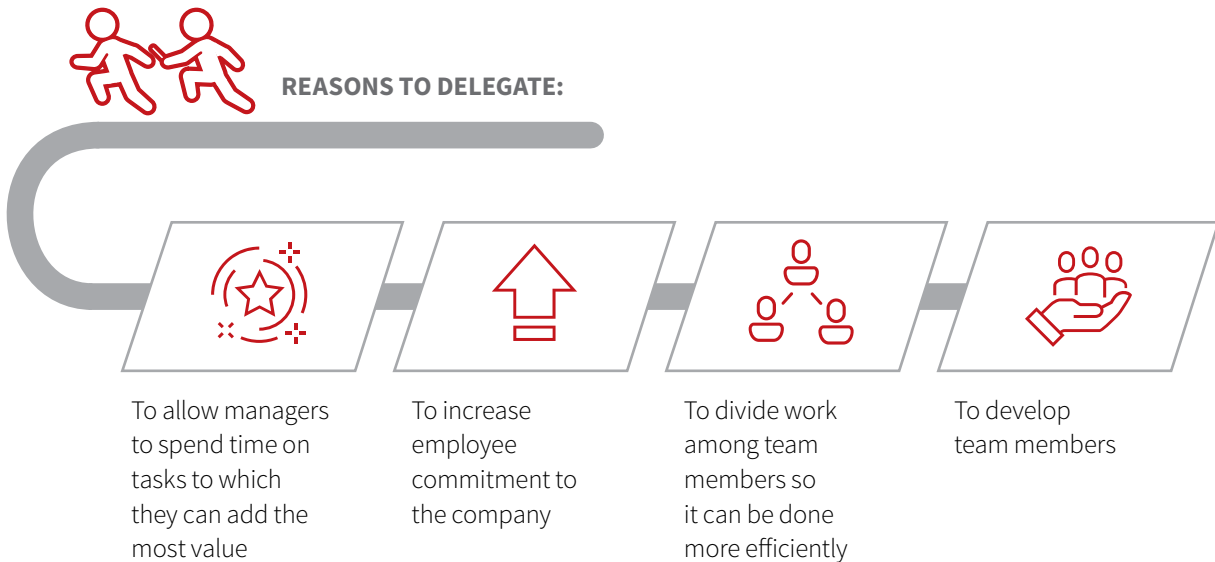 REASONS TO DELEGATE:
To allow managers
to spend time on
tasks to which
they can add the
most value
To increase
employee
commitment to
the company
To divide work
among team
members so
it can be done
more efficiently
To develop
team members